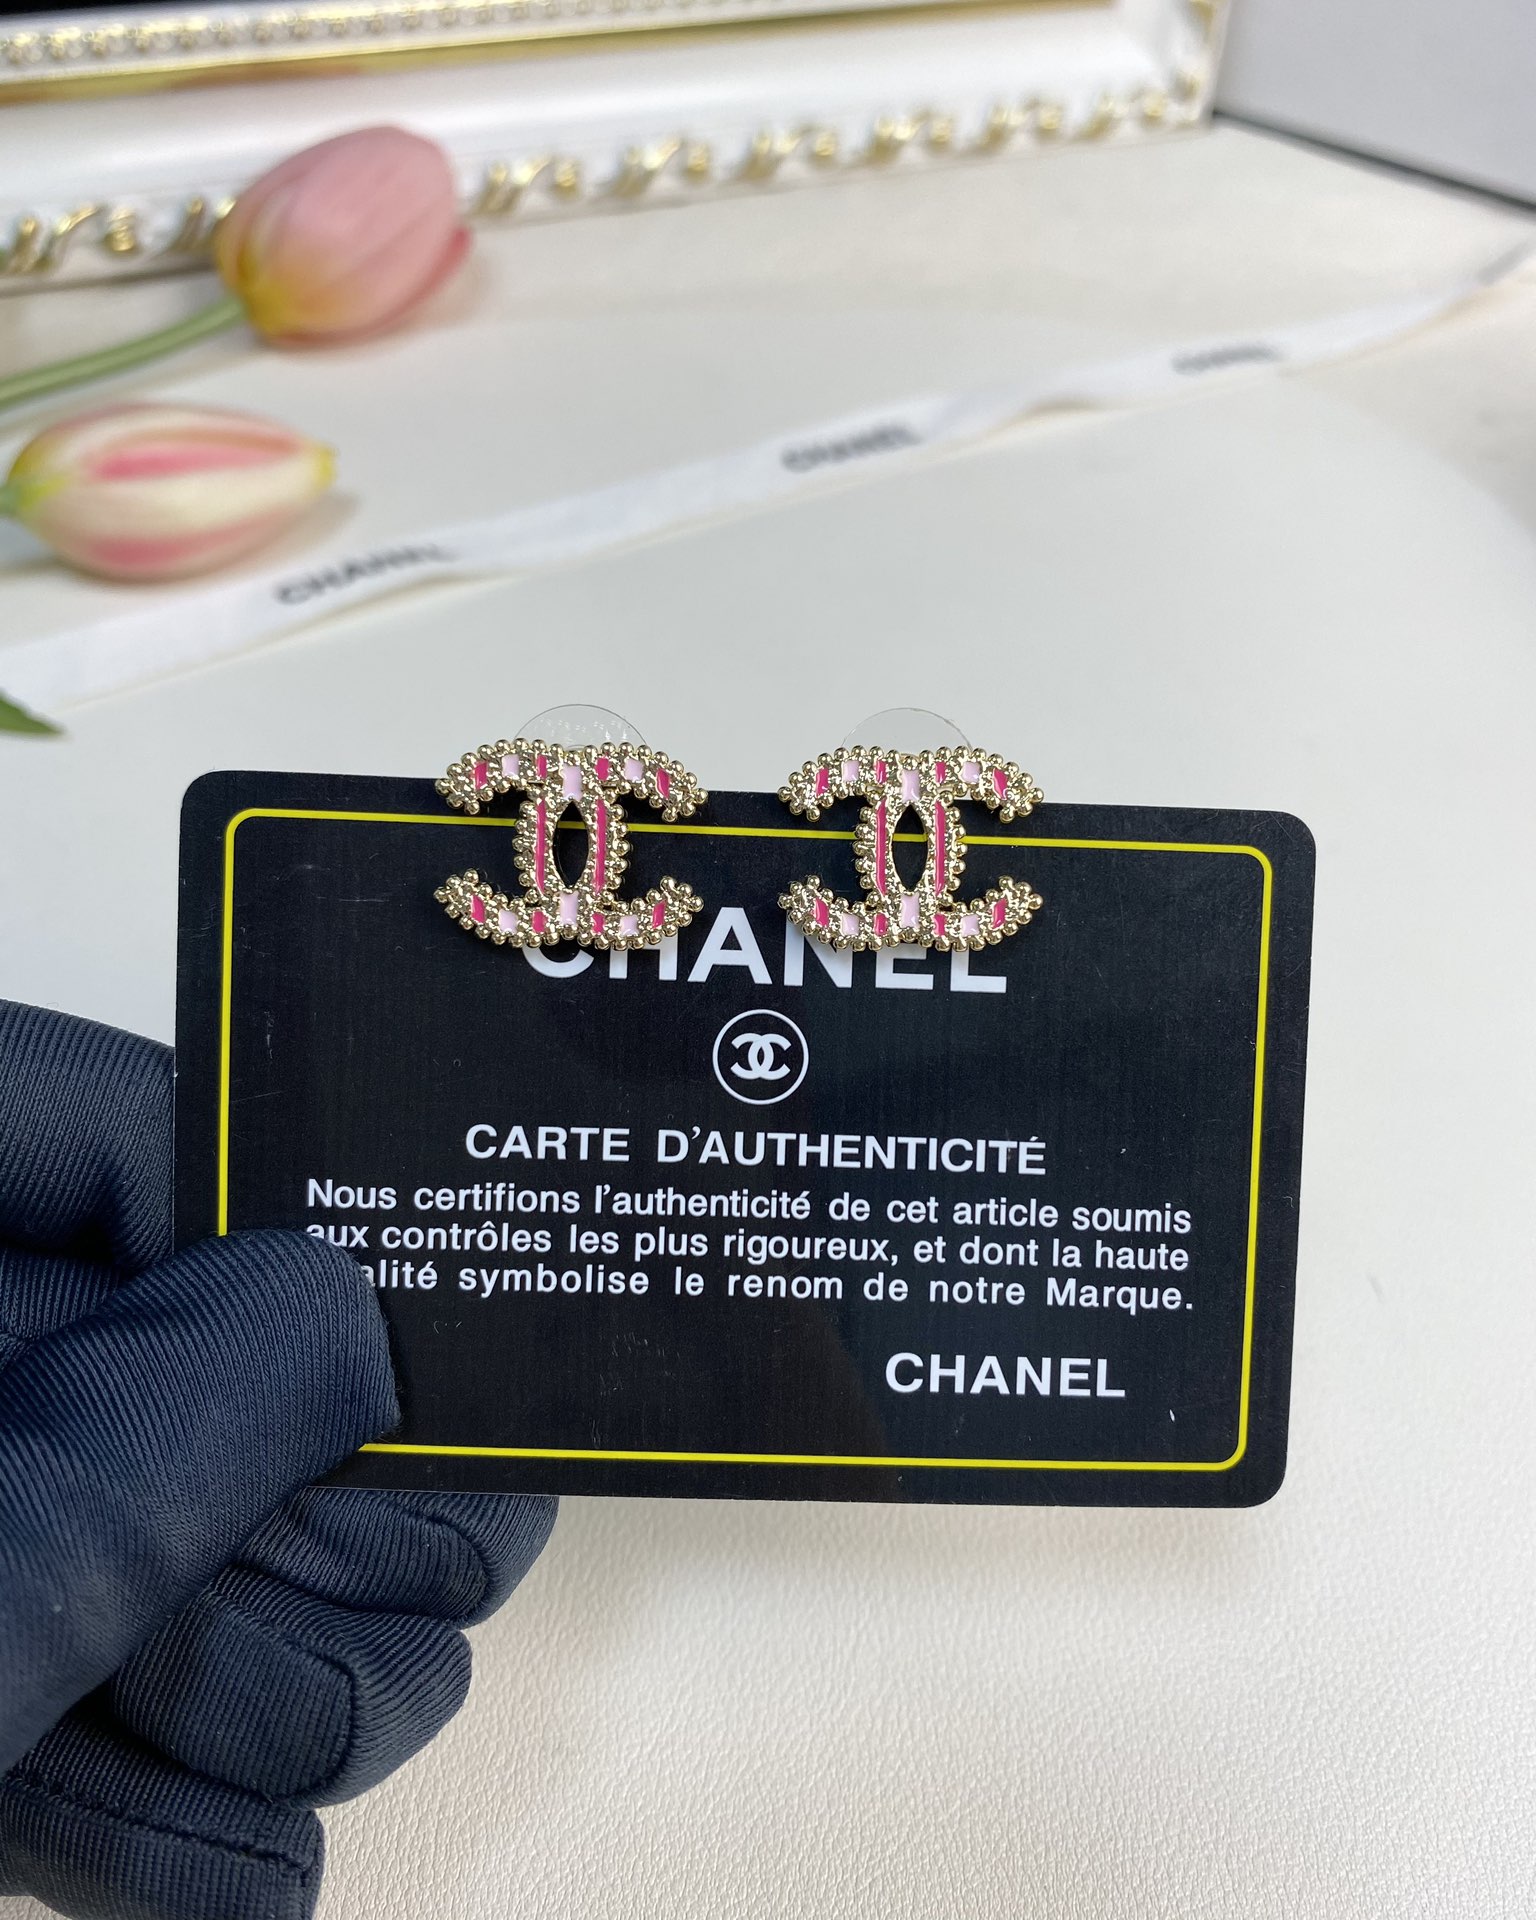 CHANEL
CHANEL
CHANEL
CHANEL
CARTE D'AUTHENTICITÉ
Nous certifions l'authenticité de cet article soumis
aux contrôles les plus rigoureux, et dont la haute
alité symbolise le renom de notre Marque.
CHANEL